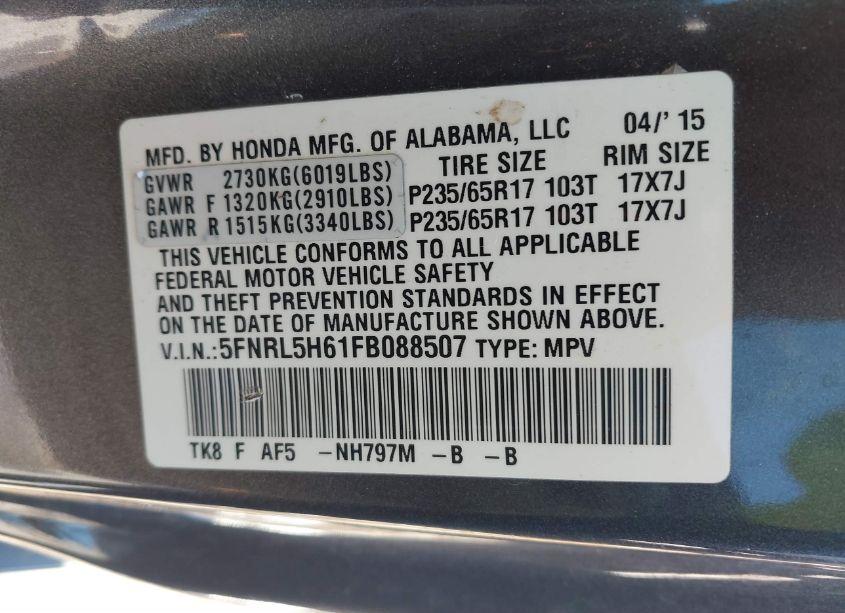 MFD. BY HONDA MFG. OF ALABAMA, LLC 04/' 15
GVWR 2730KG(6019LBS) TIRE SIZE RIM SIZE
GAWR F 1320KG(2910LBS) P235/65R17 103T 17X7J
GAWR R 1515KG(3340LBS) P235/65R17 103T 17X7J
THIS VEHICLE CONFORMS TO ALL APPLICABLE
FEDERAL MOTOR VEHICLE SAFETY
AND THEFT PREVENTION STANDARDS IN EFFECT
ON THE DATE OF MANUFACTURE SHOWN ABOVE.
V.I.N.:5FNRL5H61FB088507 TYPE: MPV
TK8 F AF5 -NH797M -B -B